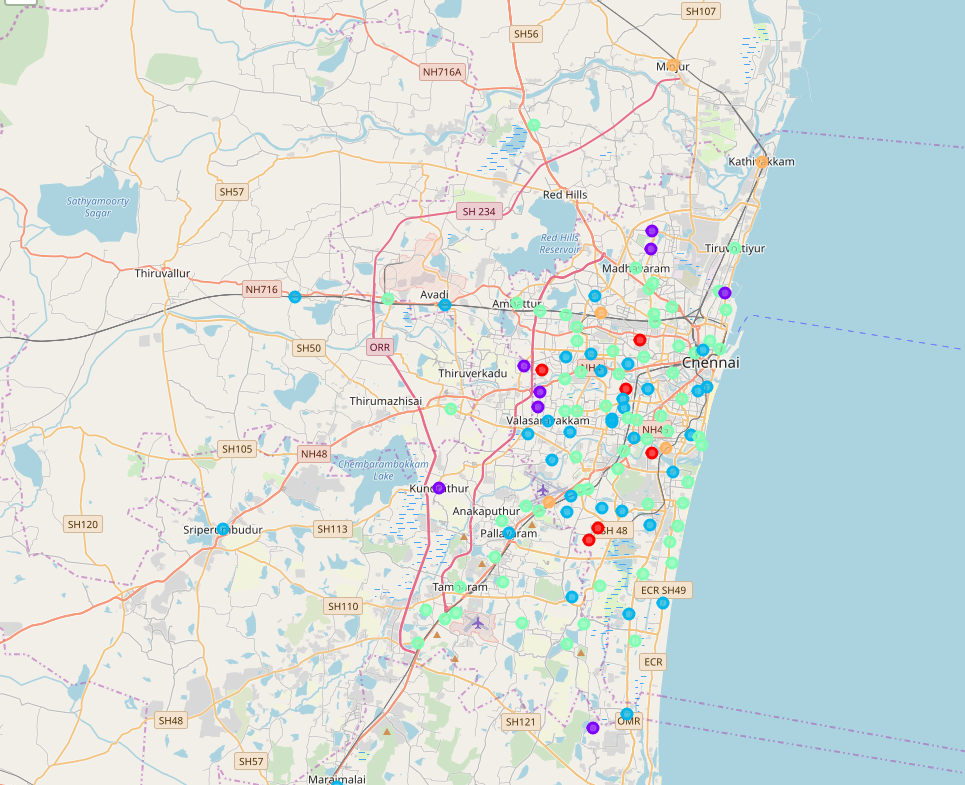 SH107
SH56
Minjur
NH716A
Kathivakkam
SH57
Red Hills
Sathyamoorty
Sagar
SH 234
Red Hills
Reservoir
Tiruvottiyur
Madhavaram
Thiruvallur
NH716
Avadi
Ambattur
SH50
ORR
Chennai
Thiruverkadu
Thirumazhisai
Valasaravakkam
SH105
NH48
Chembarambakkam
Lake
Kundrathur
SH120
Sriperumbudur
SH113
Anakaputhur
Pallavaram
SH 48
Tambaram
ECR SH49
SH110
ECR
SH48
SH121
OMR
SH57
Maraimalai